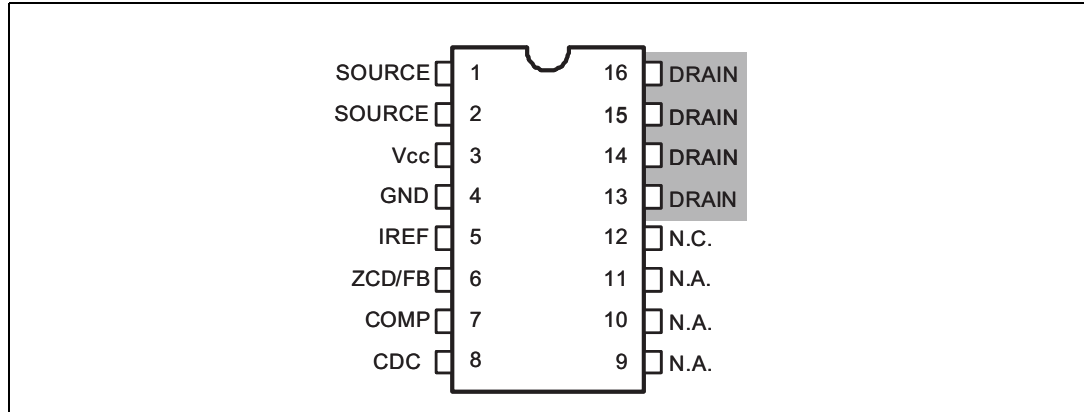 SOURCE 1 16 DRAIN
SOURCE 2 15 DRAIN
Vcc 3 14 DRAIN
GND 4 13 DRAIN
IREF 5 12 N.C.
ZCD/FB 6 11 N.A.
COMP 7 10 N.A.
CDC 8 9 N.A.